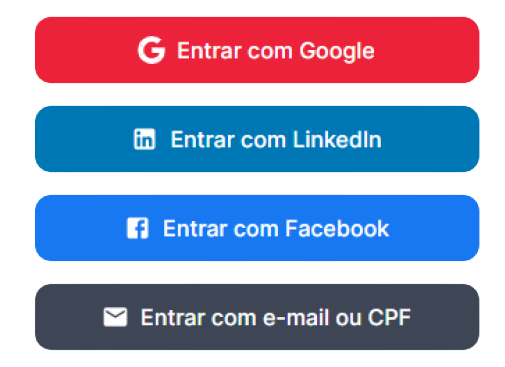 Entrar com Google
Entrar com LinkedIn
Entrar com Facebook
Entrar com e-mail ou CPF